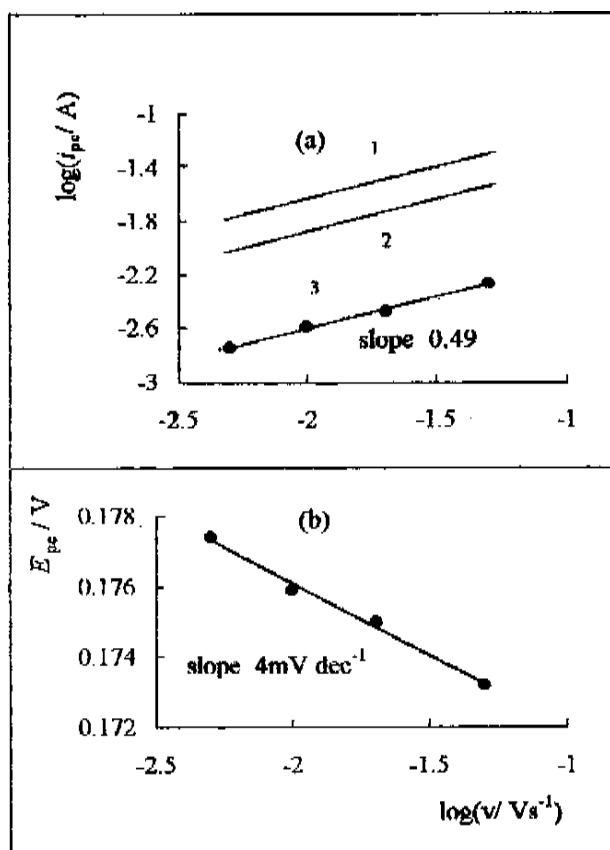 log(i_pc/ A)
-1
-1.4
-1.8
-2.2
-2.6
-3
(a)
1
2
3
slope 0.49
-2.5 -2 -1.5 -1
E_pc / V
0.178
0.176
0.174
0.172
(b)
slope 4mV dec⁻¹
-2.5 -2 -1.5 -1
log(v/ Vs⁻¹)